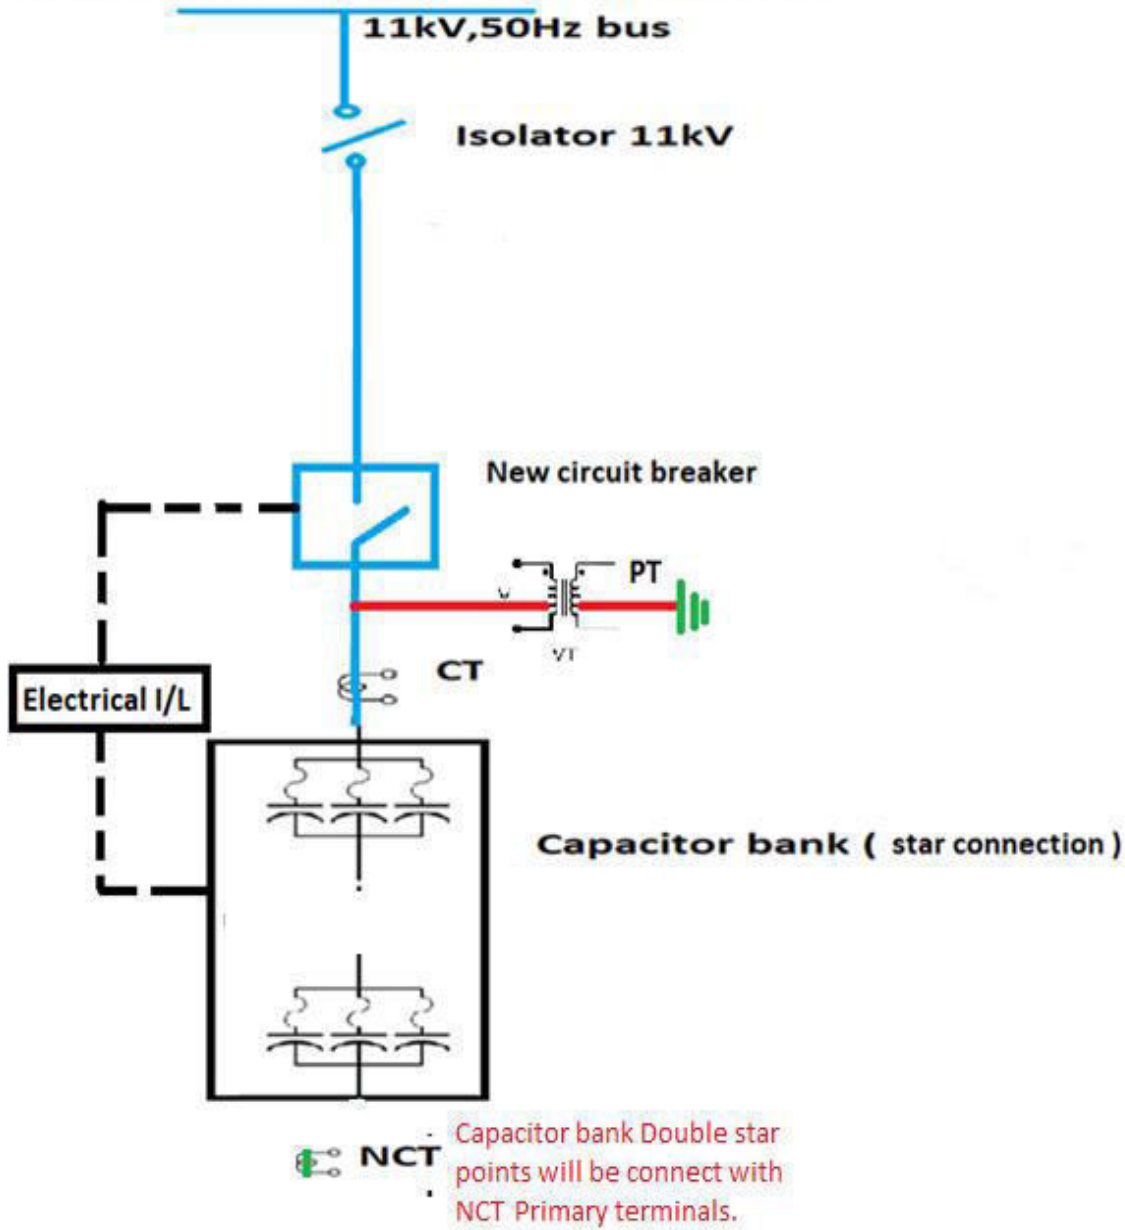 11kV,50Hz bus
Isolator 11kV
New circuit breaker
PT
V
VT
CT
Electrical I/L
Capacitor bank ( star connection )
NCT
Capacitor bank Double star
points will be connect with
NCT Primary terminals.